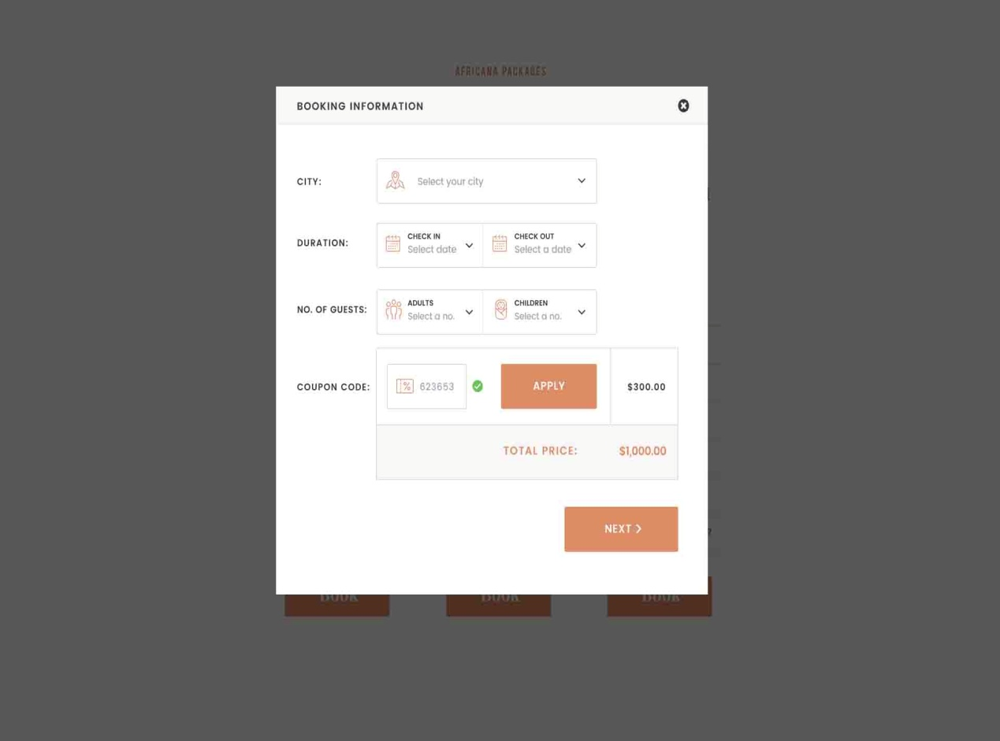 AFRICANA PACKAGES
BOOKING INFORMATION
CITY:
Select your city
DURATION:
CHECK IN
Select date
CHECK OUT
Select a date
NO. OF GUESTS:
ADULTS
Select a no.
CHILDREN
Select a no.
COUPON CODE:
%
623653
APPLY
$300.00
TOTAL PRICE:
$1,000.00
NEXT
BOOK
BOOK
BOOK